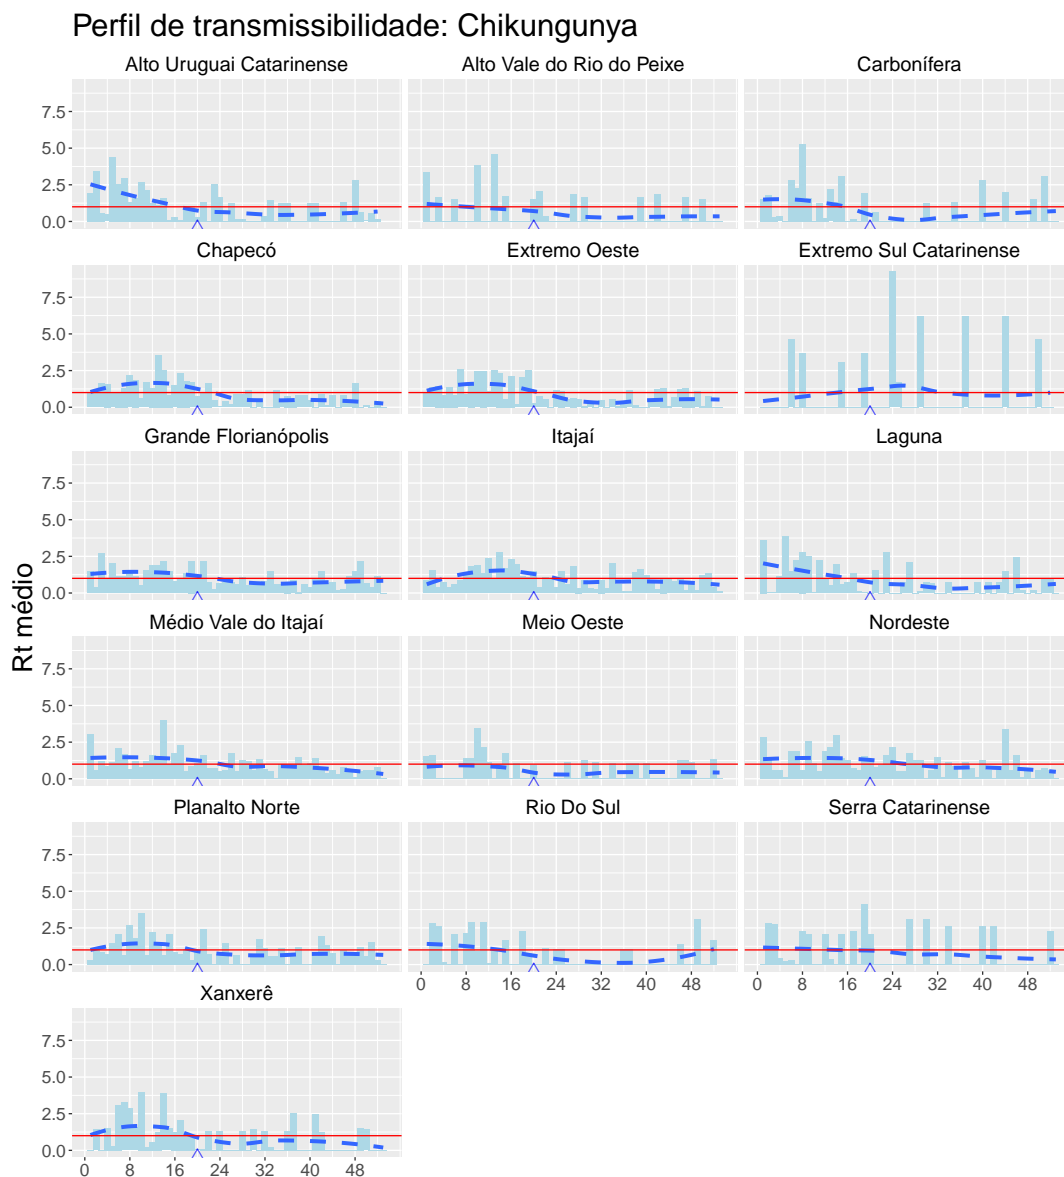 Perfil de transmissibilidade: Chikungunya
Alto Uruguai Catarinense Alto Vale do Rio do Peixe Carbonífera
7.5
5.0
2.5
0.0
Chapecó Extremo Oeste Extremo Sul Catarinense
7.5
5.0
2.5
0.0
Grande Florianópolis Itajaí Laguna
7.5
5.0
2.5
0.0
Rt médio
Médio Vale do Itajaí Meio Oeste Nordeste
7.5
5.0
2.5
0.0
Planalto Norte Rio Do Sul Serra Catarinense
7.5
5.0
2.5
0.0
0 8 16 24 32 40 48 0 8 16 24 32 40 48
Xanxerê
7.5
5.0
2.5
0.0
0 8 16 24 32 40 48